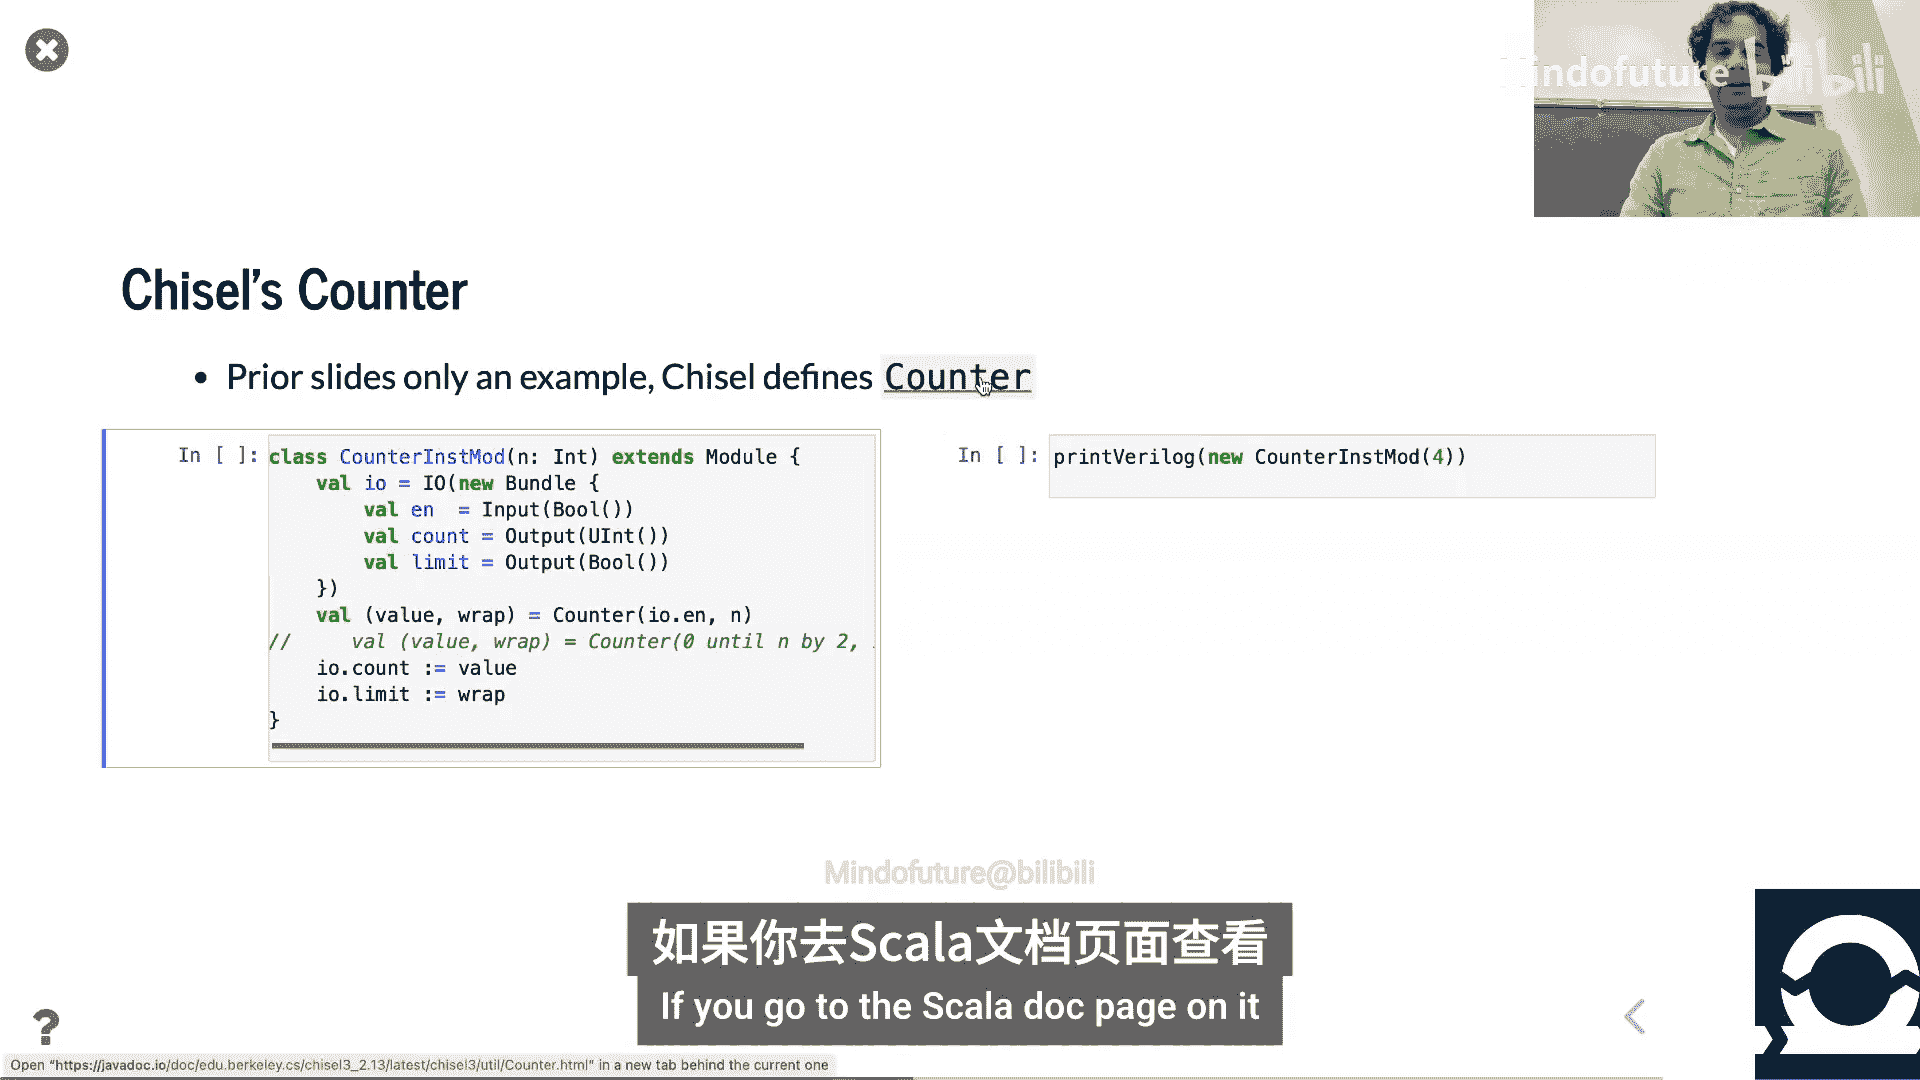 Mindofuture bilibili
Chisel's Counter
• Prior slides only an example, Chisel defines Counter
In [ ]:
class CounterInstMod(n: Int) extends Module {
    val io = IO(new Bundle {
        val en  = Input(Bool())
        val count = Output(UInt())
        val limit = Output(Bool())
    })
    val (value, wrap) = Counter(io.en, n)
//     val (value, wrap) = Counter(0 until n by 2,
    io.count := value
    io.limit := wrap
}
In [ ]:
printVerilog(new CounterInstMod(4))
Mindofuture@bilibili
如果你去Scala文档页面查看
If you go to the Scala doc page on it
?
Open "https://javadoc.io/doc/edu.berkeley.cs/chisel3_2.13/latest/chisel3/util/Counter.html" in a new tab behind the current one